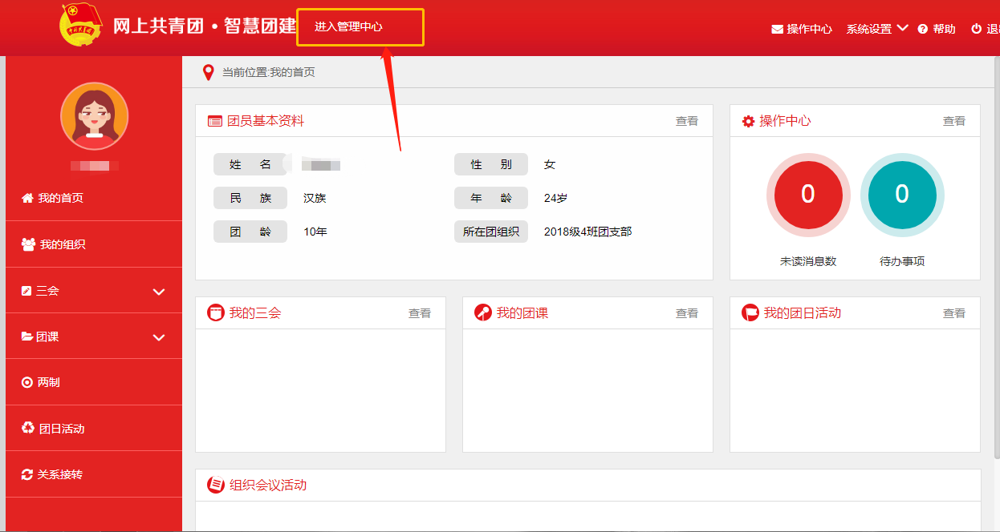 网上共青团·智慧团建
进入管理中心
操作中心 系统设置 帮助
当前位置:我的首页
我的首页
我的组织
三会
团课
两制
团日活动
关系接转
团员基本资料 查看
姓 名
性 别 女
民 族 汉族
年 龄 24岁
团 龄 10年
所在团组织 2018级4班团支部
操作中心 查看
0 0
未读消息数 待办事项
我的三会 查看
我的团课 查看
我的团日活动 查看
组织会议活动